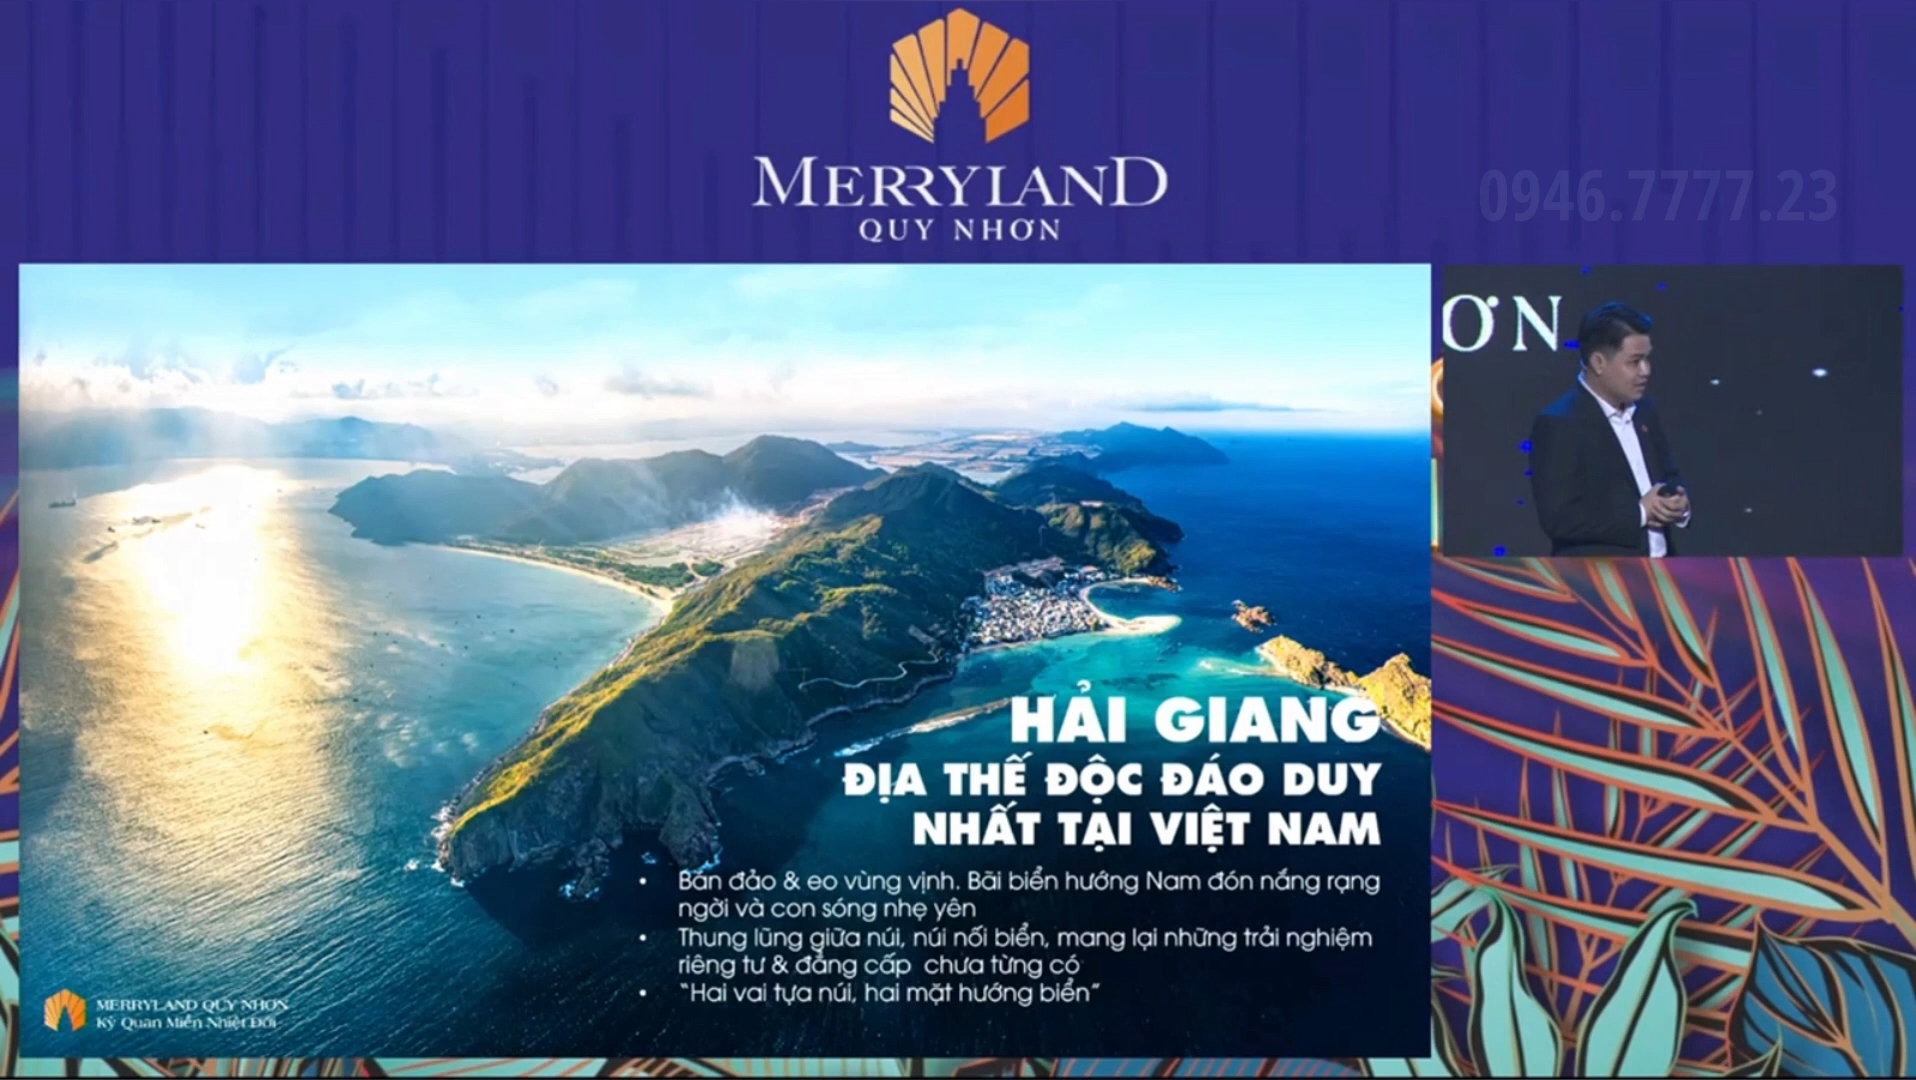 MERRYLAND
QUY NHƠN
0946.7777.23
ƠN
HẢI GIANG
ĐỊA THẾ ĐỘC ĐÁO DUY
NHẤT TẠI VIỆT NAM
• Bán đảo & eo vùng vịnh. Bãi biển hướng Nam đón nắng rạng
ngời và con sóng nhẹ yên
• Thung lũng giữa núi, núi nối biển, mang lại những trải nghiệm
riêng tư & đẳng cấp chưa từng có
• "Hai vai tựa núi, hai mặt hướng biển"
MERRYLAND QUY NHƠN
Kỳ Quan Miền Nhiệt Đới